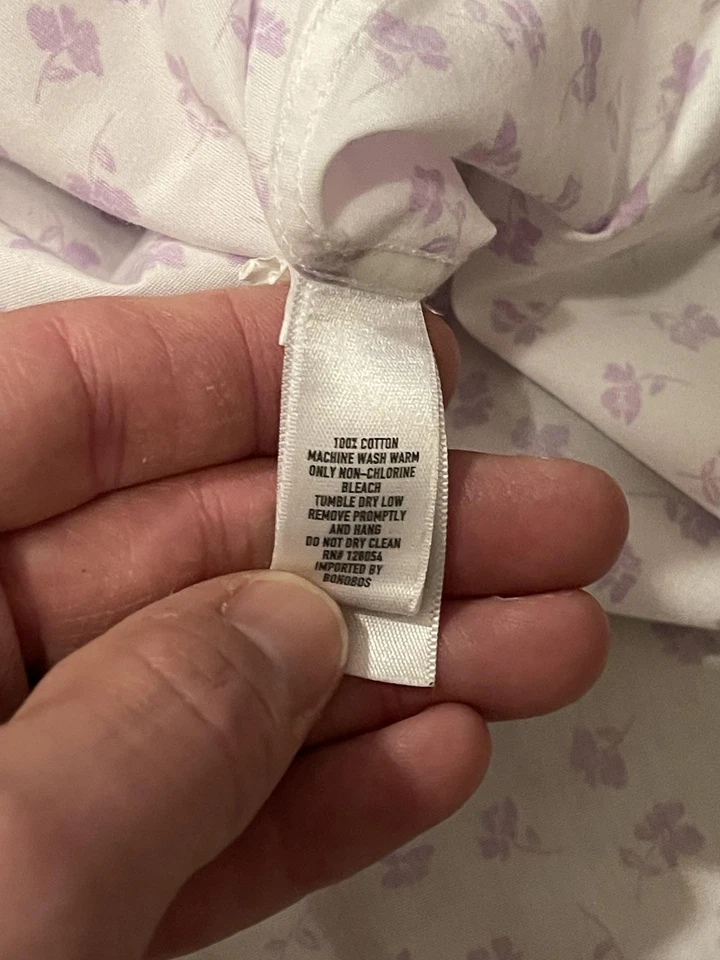 100% COTTON
MACHINE WASH WARM
ONLY NON-CHLORINE
BLEACH
TUMBLE DRY LOW
REMOVE PROMPTLY
AND HANG
DO NOT DRY CLEAN
RN# 128054
IMPORTED BY
BONOBOS